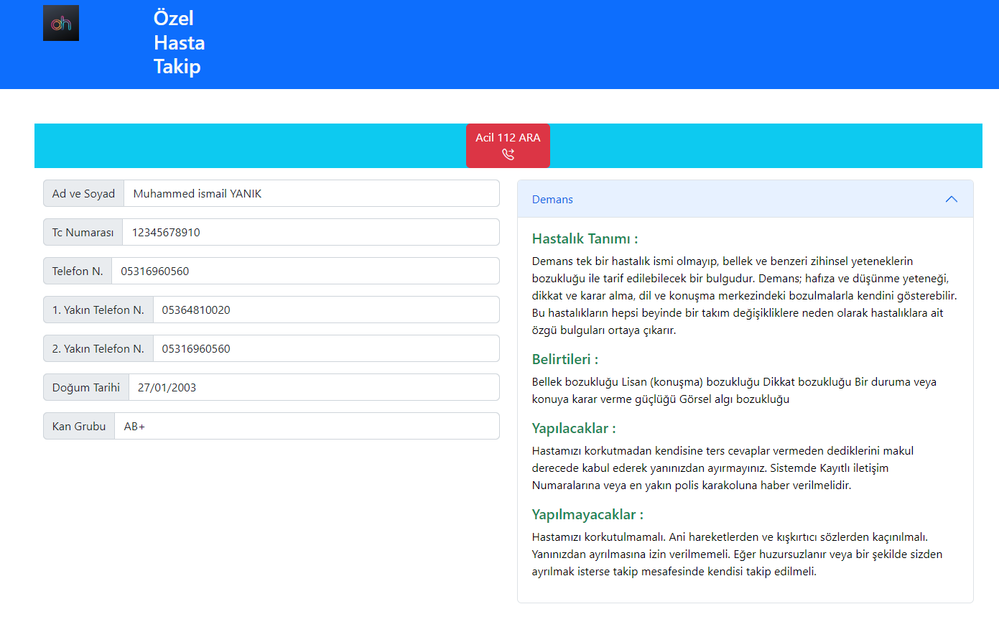 oh
Özel
Hasta
Takip
Acil 112 ARA
Ad ve Soyad Muhammed ismail YANIK
Tc Numarası 12345678910
Telefon N. 05316960560
1. Yakın Telefon N. 05364810020
2. Yakın Telefon N. 05316960560
Doğum Tarihi 27/01/2003
Kan Grubu AB+
Demans
Hastalık Tanımı :
Demans tek bir hastalık ismi olmayıp, bellek ve benzeri zihinsel yeteneklerin
bozukluğu ile tarif edilebilecek bir bulgudur. Demans; hafıza ve düşünme yeteneği,
dikkat ve karar alma, dil ve konuşma merkezindeki bozulmalarla kendini gösterebilir.
Bu hastalıkların hepsi beyinde bir takım değişikliklere neden olarak hastalıklara ait
özgü bulguları ortaya çıkarır.
Belirtileri :
Bellek bozukluğu Lisan (konuşma) bozukluğu Dikkat bozukluğu Bir duruma veya
konuya karar verme güçlüğü Görsel algı bozukluğu
Yapılacaklar :
Hastamızı korkutmadan kendisine ters cevaplar vermeden dediklerini makul
derecede kabul ederek yanınızdan ayırmayınız. Sistemde Kayıtlı iletişim
Numaralarına veya en yakın polis karakoluna haber verilmelidir.
Yapılmayacaklar :
Hastamızı korkutulmamalı. Ani hareketlerden ve kışkırtıcı sözlerden kaçınılmalı.
Yanınızdan ayrılmasına izin verilmemeli. Eğer huzursuzlanır veya bir şekilde sizden
ayrılmak isterse takip mesafesinde kendisi takip edilmeli.